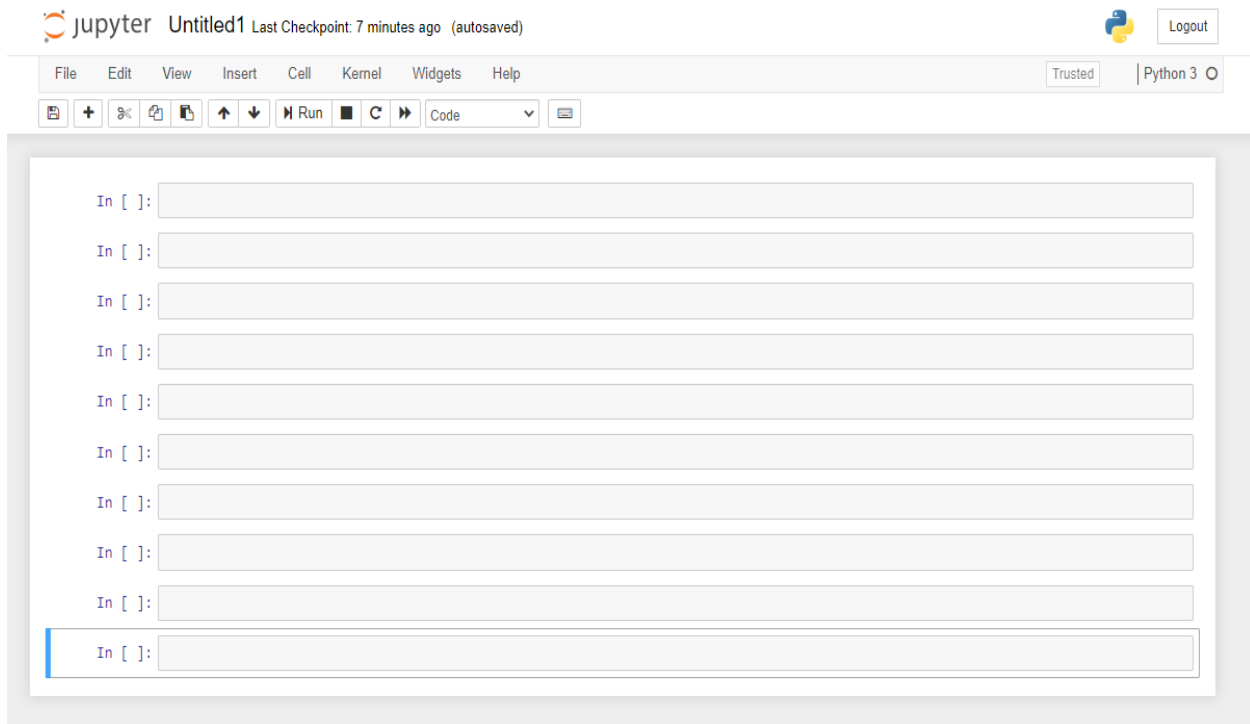 jupyter Untitled1 Last Checkpoint: 7 minutes ago (autosaved) Logout
File Edit View Insert Cell Kernel Widgets Help Trusted Python 3
Run Code
In [ ]:
In [ ]:
In [ ]:
In [ ]:
In [ ]:
In [ ]:
In [ ]:
In [ ]:
In [ ]:
In [ ]: